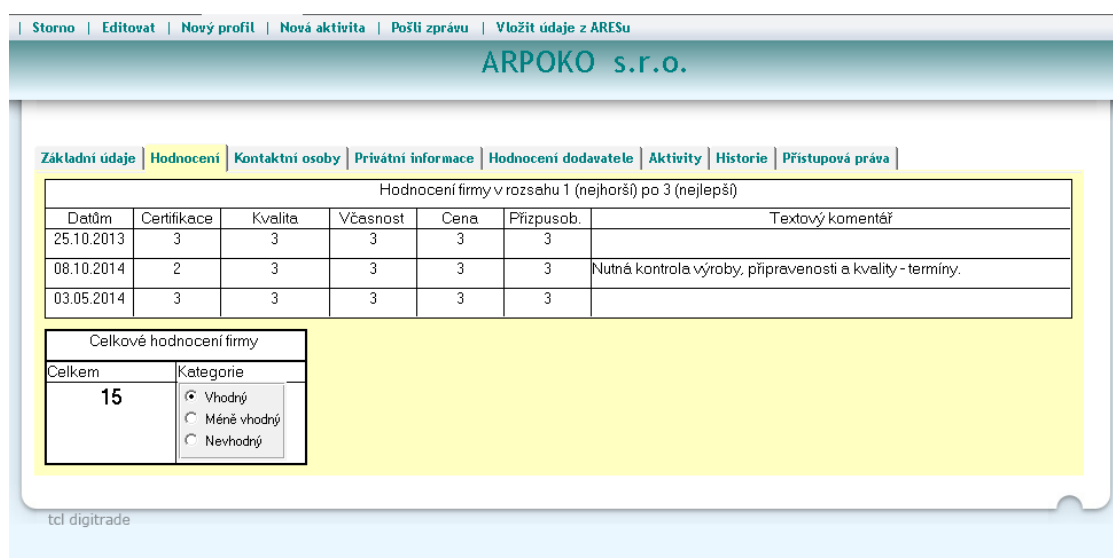 | Storno | Editovat | Nový profil | Nová aktivita | Pošli zprávu | Vložit údaje z ARESu
ARPOKO s.r.o.
Základní údaje | Hodnocení | Kontaktní osoby | Privátní informace | Hodnocení dodavatele | Aktivity | Historie | Přístupová práva |
Hodnocení firmy v rozsahu 1 (nejhorší) po 3 (nejlepší)
Datům Certifikace Kvalita Včasnost Cena Přizpusob. Textový komentář
25.10.2013 3 3 3 3 3
08.10.2014 2 3 3 3 3 Nutná kontrola výroby, připravenosti a kvality - termíny.
03.05.2014 3 3 3 3 3
Celkové hodnocení firmy
Celkem Kategorie
15 Vhodný
Méně vhodný
Nevhodný
tcl digitrade